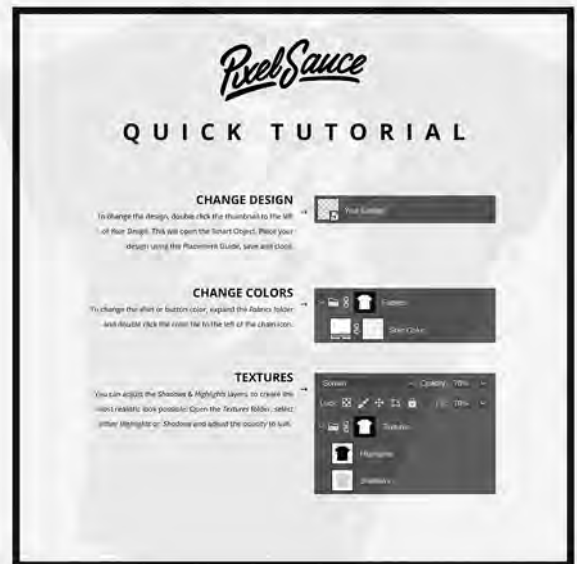 PixelSauce
QUICK TUTORIAL
CHANGE DESIGN
To change the design, double click the thumbnail to the left
of Your Design. This will open the Smart Object. Place your
design using the Placement Guide, save and close.
Your Design
CHANGE COLORS
To change the shirt or button color, expand the Fabrics folder
and double click the color tile to the left of the chain icon.
Fabrics
Shirt Color
TEXTURES
You can adjust the Shadows & Highlights layers, to create the
most realistic look possible. Open the Textures folder, select
either Highlights or Shadows and adjust the opacity to suit.
Screen Opacity: 70%
Lock: Fill: 70%
Textures
Highlights
Shadows